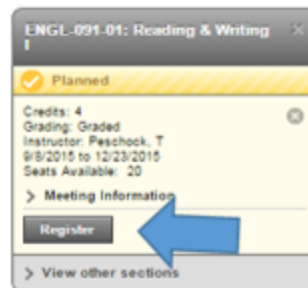 ENGL-091-01: Reading & Writing
I
Planned
Credits: 4
Grading: Graded
Instructor: Peschock, T
9/8/2015 to 12/23/2015
Seats Available: 20
Meeting Information
Register
View other sections